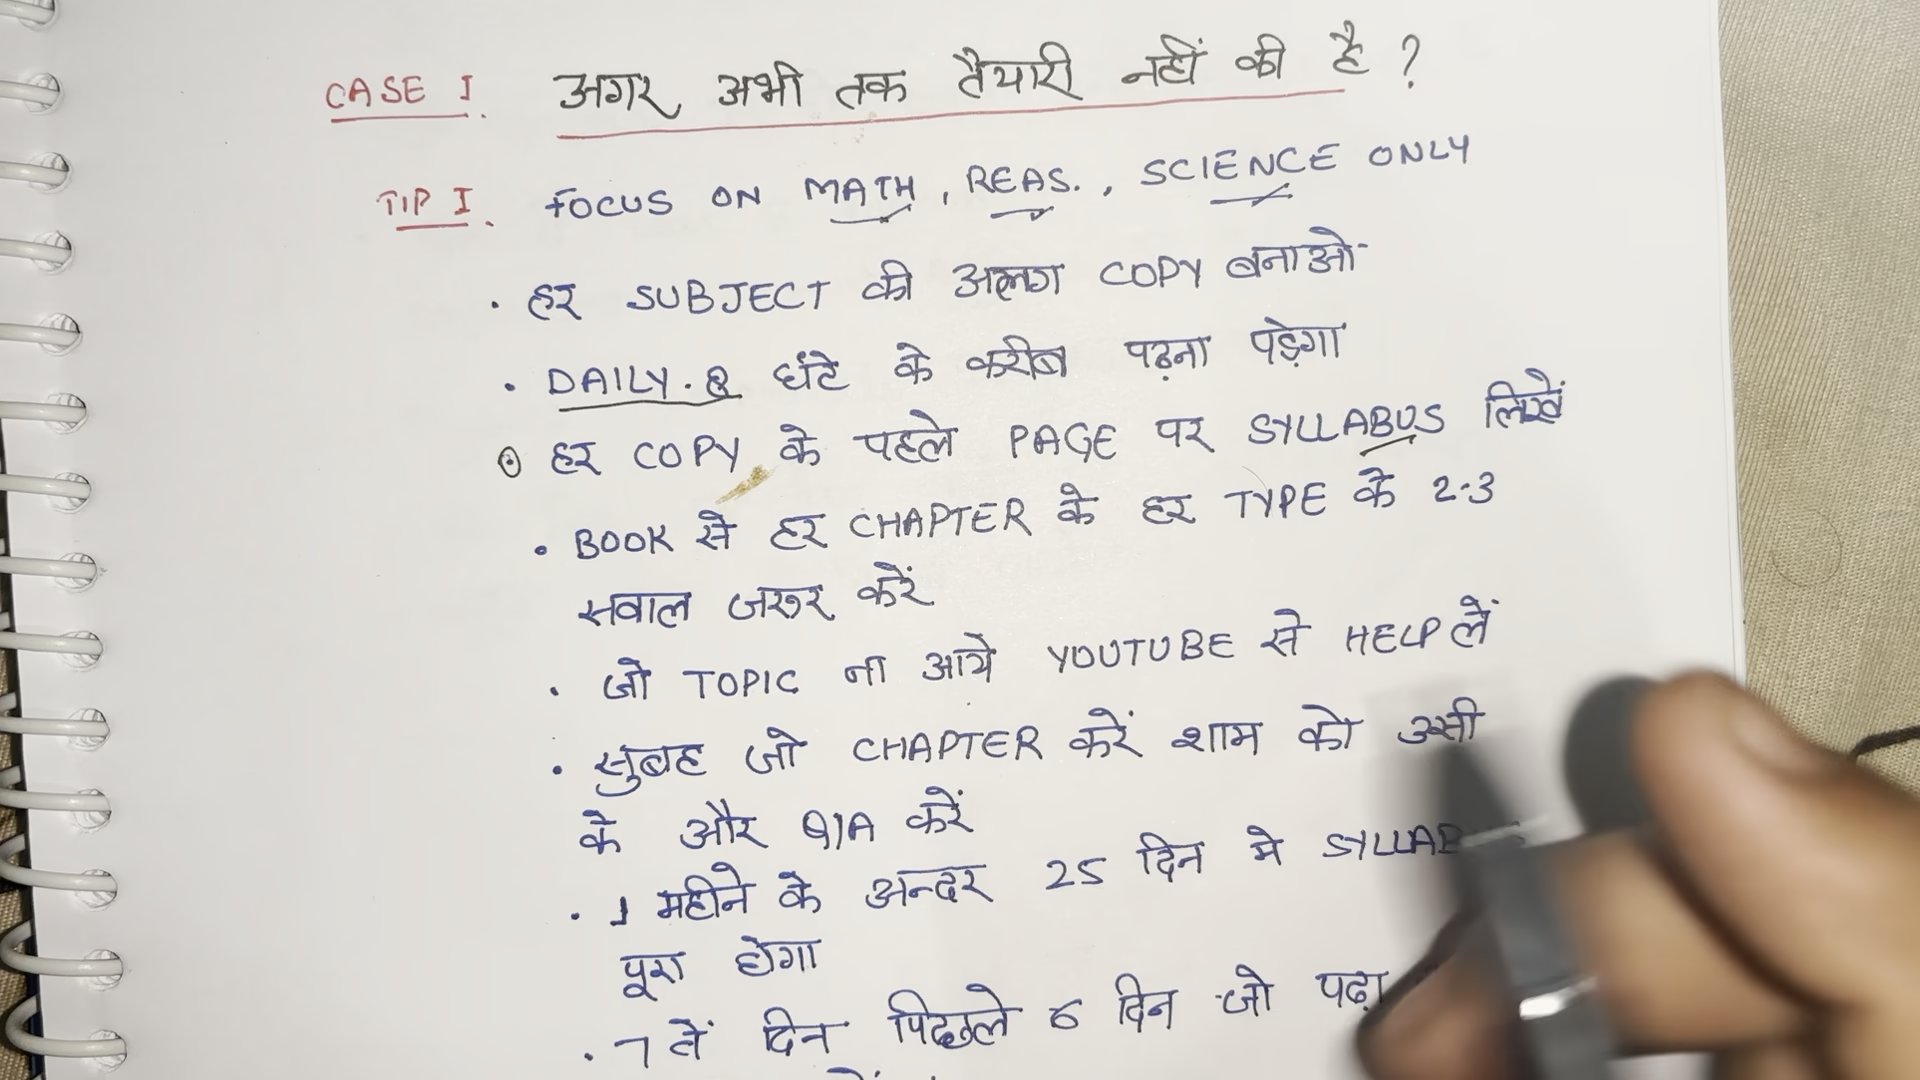 CASE I. अगर अभी तक तैयारी नहीं की है ?
TIP I. FOCUS ON MATH, REAS., SCIENCE ONLY
• हर SUBJECT की अलग COPY बनाओ
• DAILY. 8 घंटे के करीब पढ़ना पड़ेगा
⊙ हर COPY के पहले PAGE पर SYLLABUS लिखें
• BOOK से हर CHAPTER के हर TYPE के 2-3
सवाल जरुर करें
• जो TOPIC ना आये YOUTUBE से HELP लें
• सुबह जो CHAPTER करें शाम को उसी
के और Q/A करें
• 1 महीने के अन्दर 25 दिन मे
पूरा होगा
• 7 वें दिन पिछले 6 दिन जो पढ़ा